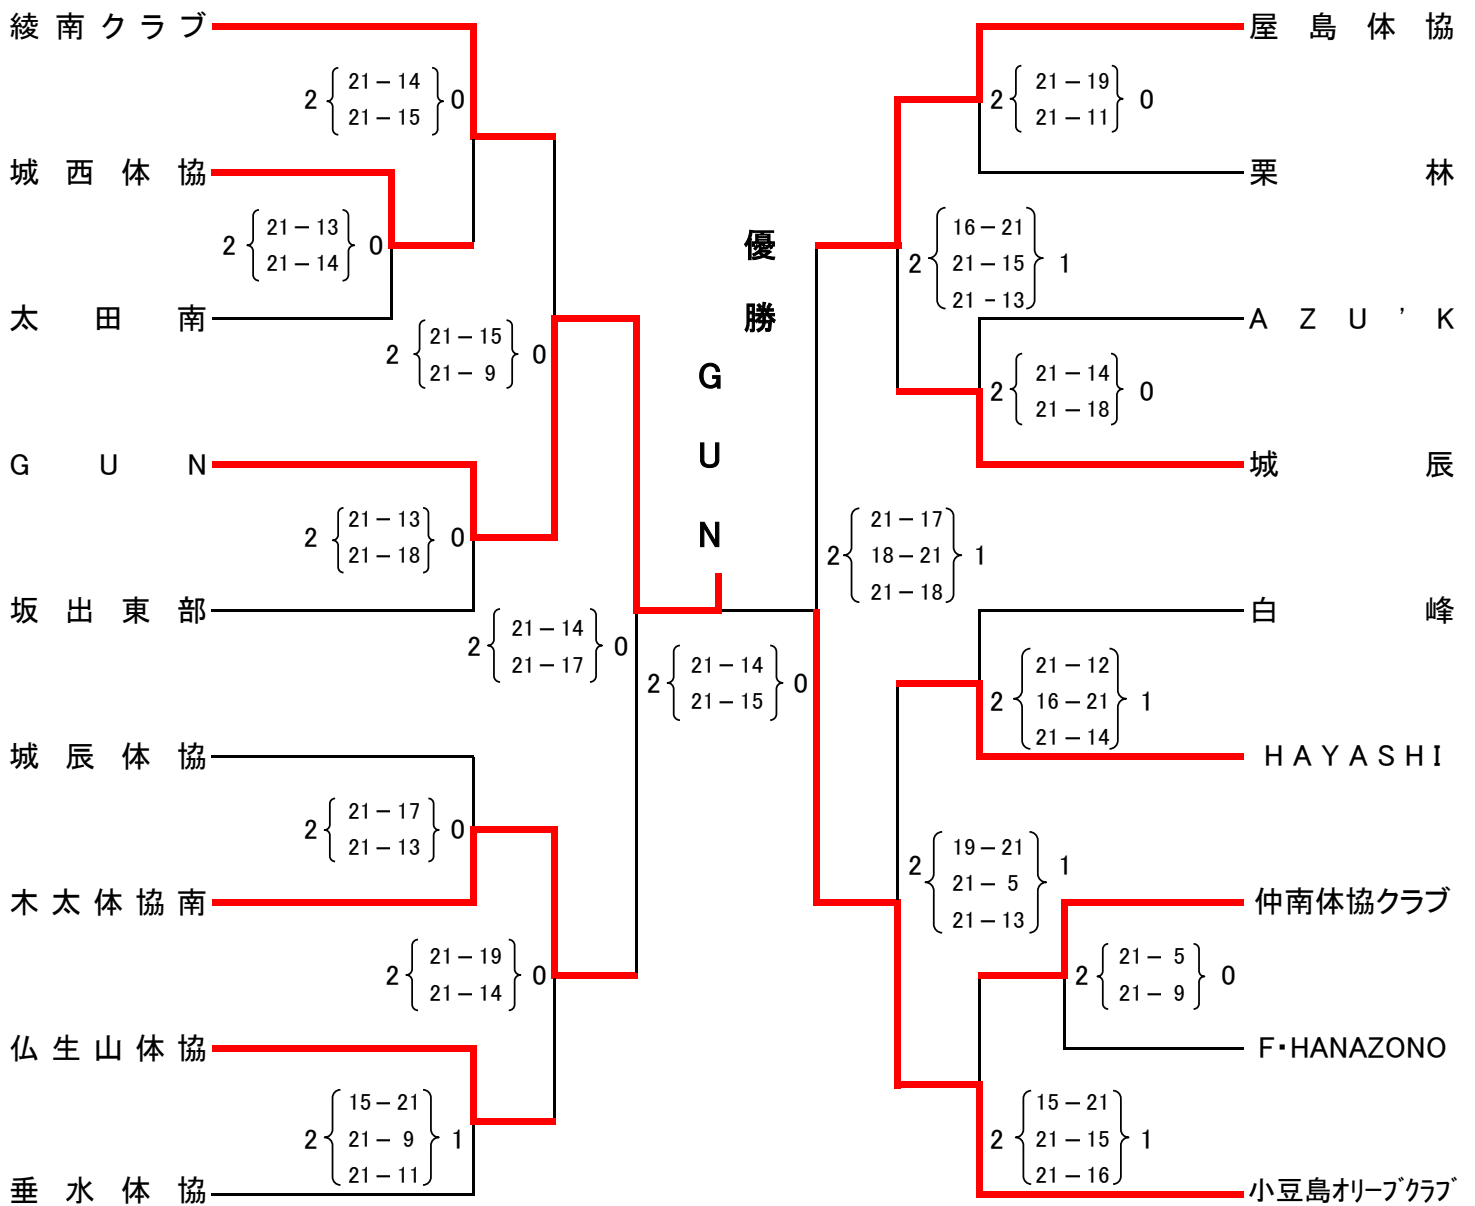 綾南クラブ
2 21－14 0
21－15
城西体協
2 21－13 0
21－14
太田南
2 21－15 0
21－ 9
GUN
2 21－13 0
21－18
坂出東部
2 21－14 0
21－17
城辰体協
2 21－17 0
21－13
木太体協南
2 21－19 0
21－14
仏生山体協
15－21
2 21－ 9 1
21－11
垂水体協
優勝
GUN
2 21－14 0
21－15
屋島体協
2 21－19 0
21－11
栗林
16－21
2 21－15 1
21－13
AZU’K
2 21－14 0
21－18
城辰
21－17
2 18－21 1
21－18
白峰
21－12
2 16－21 1
21－14
HAYASHI
19－21
2 21－ 5 1
21－13
仲南体協クラブ
2 21－ 5 0
21－ 9
F・HANAZONO
15－21
2 21－15 1
21－16
小豆島ｵﾘｰﾌﾞｸﾗﾌﾞ